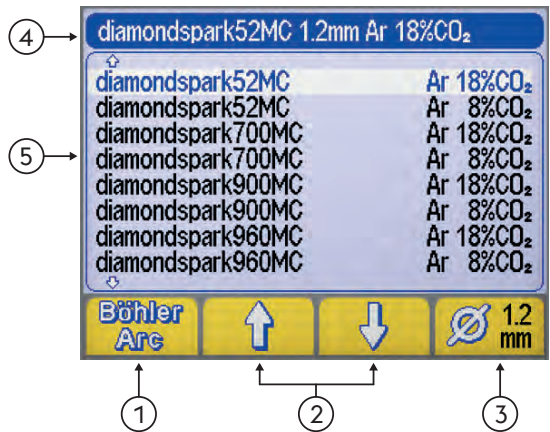 4
diamondspark52MC 1.2mm Ar 18%CO₂
diamondspark52MC Ar 18%CO₂
diamondspark52MC Ar 8%CO₂
5
diamondspark700MC Ar 18%CO₂
diamondspark700MC Ar 8%CO₂
diamondspark900MC Ar 18%CO₂
diamondspark900MC Ar 8%CO₂
diamondspark960MC Ar 18%CO₂
diamondspark960MC Ar 8%CO₂
Böhler
Arc
Ø 1.2
mm
1 2 3